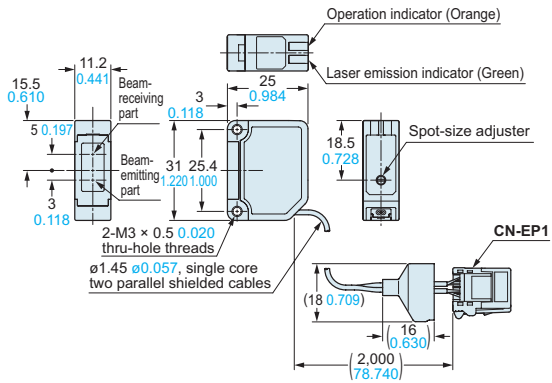 Operation indicator (Orange)
Laser emission indicator (Green)
11.2
0.441
25
0.984
15.5
0.610
Beam-
receiving
part
3
0.118
5 0.197
Beam-
emitting
part
3
0.118
31
1.220
25.4
1.000
18.5
0.728
Spot-size adjuster
2-M3 × 0.5 0.020
thru-hole threads
ø1.45 ø0.057, single core
two parallel shielded cables
CN-EP1
(18 0.709)
(16
0.630)
(2,000
78.740)